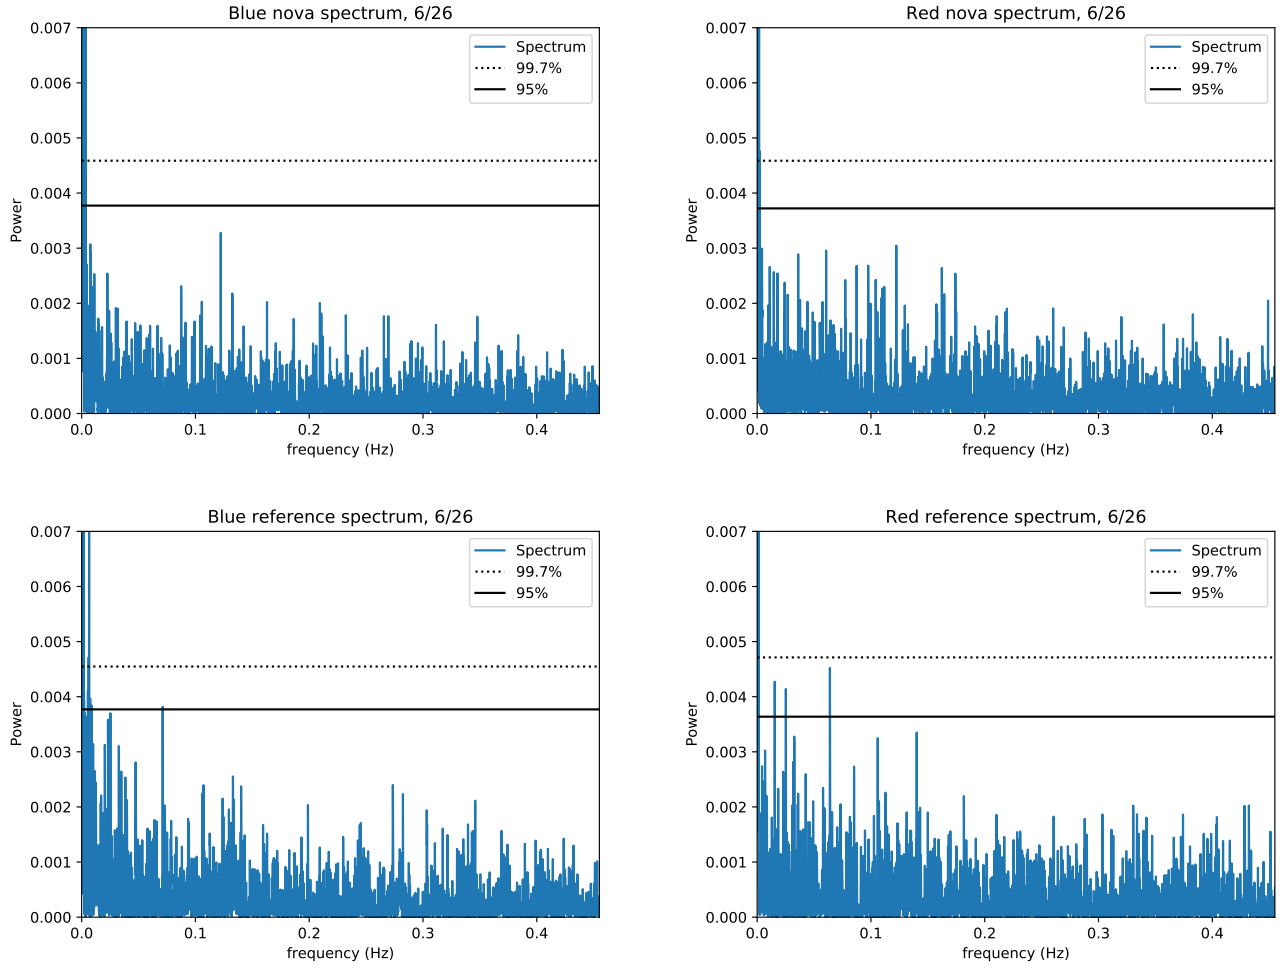 Blue nova spectrum, 6/26
0.007
0.006
0.005
0.004
0.003
0.002
0.001
0.000
Power
0.0 0.1 0.2 0.3 0.4
frequency (Hz)
Spectrum
99.7%
95%
Red nova spectrum, 6/26
0.007
0.006
0.005
0.004
0.003
0.002
0.001
0.000
Power
0.0 0.1 0.2 0.3 0.4
frequency (Hz)
Spectrum
99.7%
95%
Blue reference spectrum, 6/26
0.007
0.006
0.005
0.004
0.003
0.002
0.001
0.000
Power
0.0 0.1 0.2 0.3 0.4
frequency (Hz)
Spectrum
99.7%
95%
Red reference spectrum, 6/26
0.007
0.006
0.005
0.004
0.003
0.002
0.001
0.000
Power
0.0 0.1 0.2 0.3 0.4
frequency (Hz)
Spectrum
99.7%
95%